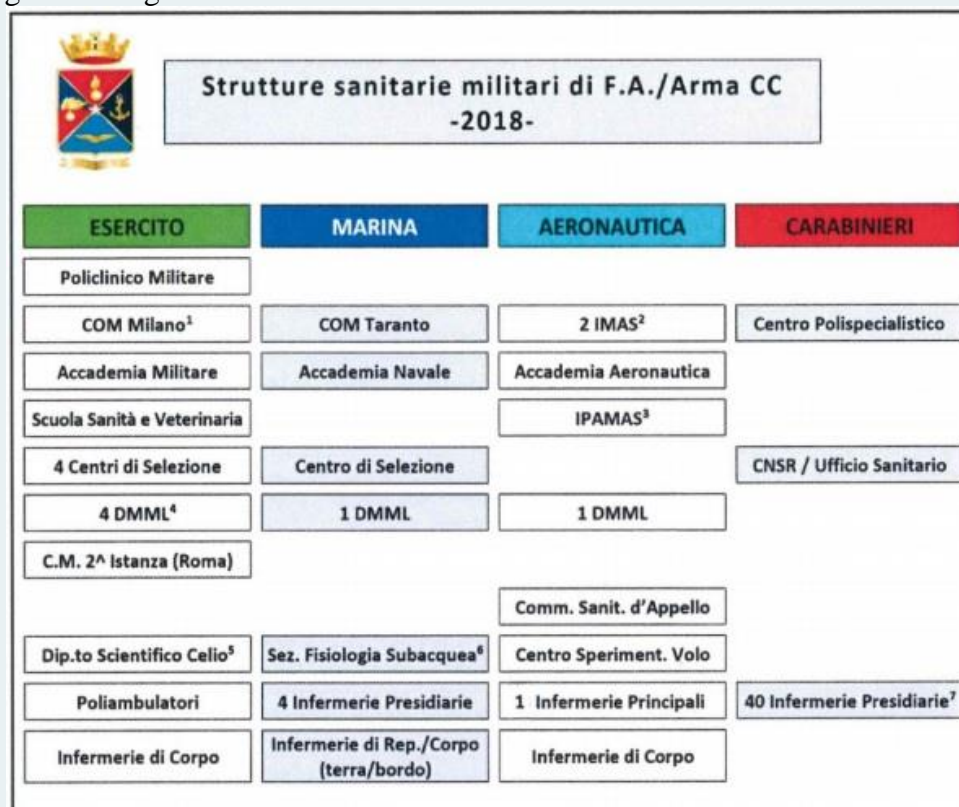 Strutture sanitarie militari di F.A./Arma CC
-2018-
ESERCITO MARINA AERONAUTICA CARABINIERI
Policlinico Militare
COM Milano¹ COM Taranto 2 IMAS² Centro Polispecialistico
Accademia Militare Accademia Navale Accademia Aeronautica
Scuola Sanità e Veterinaria IPAMAS³
4 Centri di Selezione Centro di Selezione CNSR / Ufficio Sanitario
4 DMML⁴ 1 DMML 1 DMML
C.M. 2^ Istanza (Roma)
Comm. Sanit. d'Appello
Dip.to Scientifico Celio⁵ Sez. Fisiologia Subacquea⁶ Centro Speriment. Volo
Poliambulatori 4 Infermerie Presidiarie 1 Infermerie Principali 40 Infermerie Presidiarie⁷
Infermerie di Corpo Infermerie di Rep./Corpo Infermerie di Corpo
(terra/bordo)